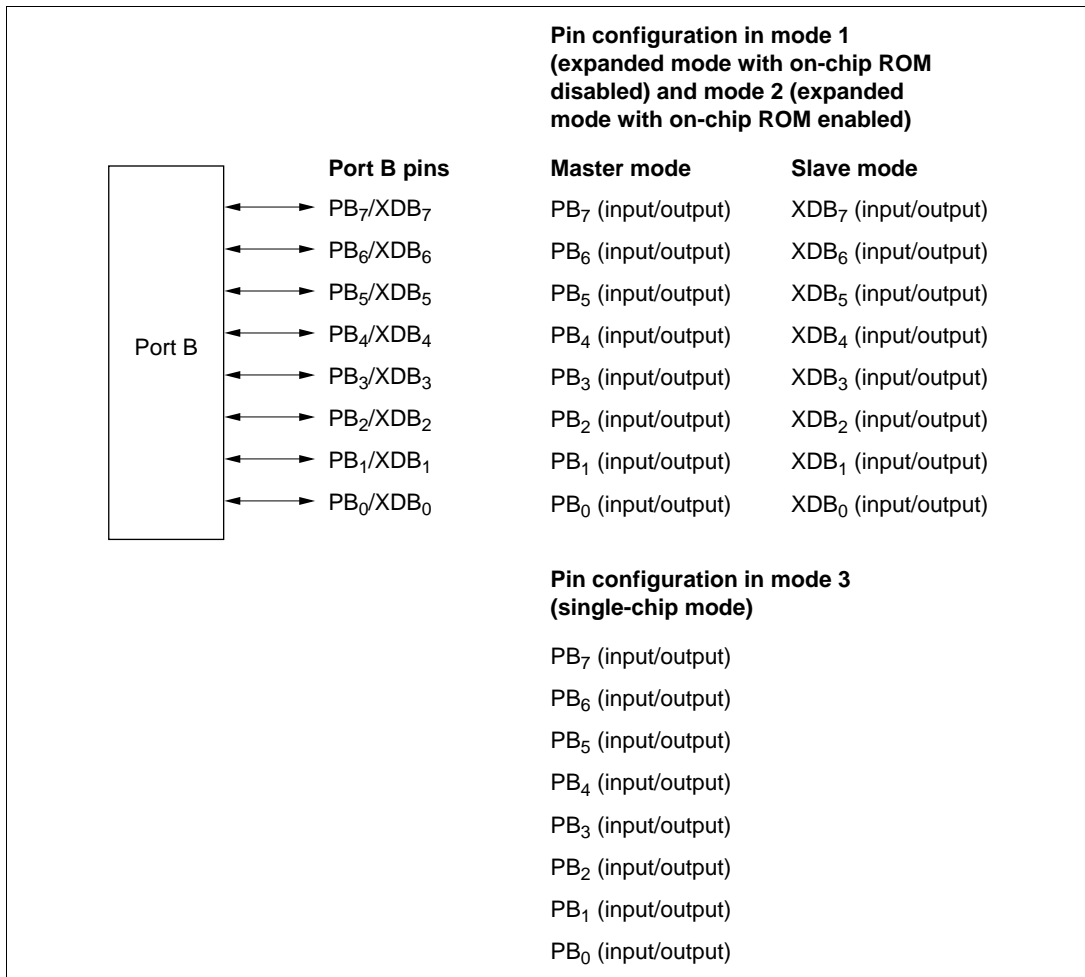 Pin configuration in mode 1
(expanded mode with on-chip ROM
disabled) and mode 2 (expanded
mode with on-chip ROM enabled)
Port B pins Master mode Slave mode
PB₇/XDB₇ PB₇ (input/output) XDB₇ (input/output)
PB₆/XDB₆ PB₆ (input/output) XDB₆ (input/output)
PB₅/XDB₅ PB₅ (input/output) XDB₅ (input/output)
Port B PB₄/XDB₄ PB₄ (input/output) XDB₄ (input/output)
PB₃/XDB₃ PB₃ (input/output) XDB₃ (input/output)
PB₂/XDB₂ PB₂ (input/output) XDB₂ (input/output)
PB₁/XDB₁ PB₁ (input/output) XDB₁ (input/output)
PB₀/XDB₀ PB₀ (input/output) XDB₀ (input/output)
Pin configuration in mode 3
(single-chip mode)
PB₇ (input/output)
PB₆ (input/output)
PB₅ (input/output)
PB₄ (input/output)
PB₃ (input/output)
PB₂ (input/output)
PB₁ (input/output)
PB₀ (input/output)